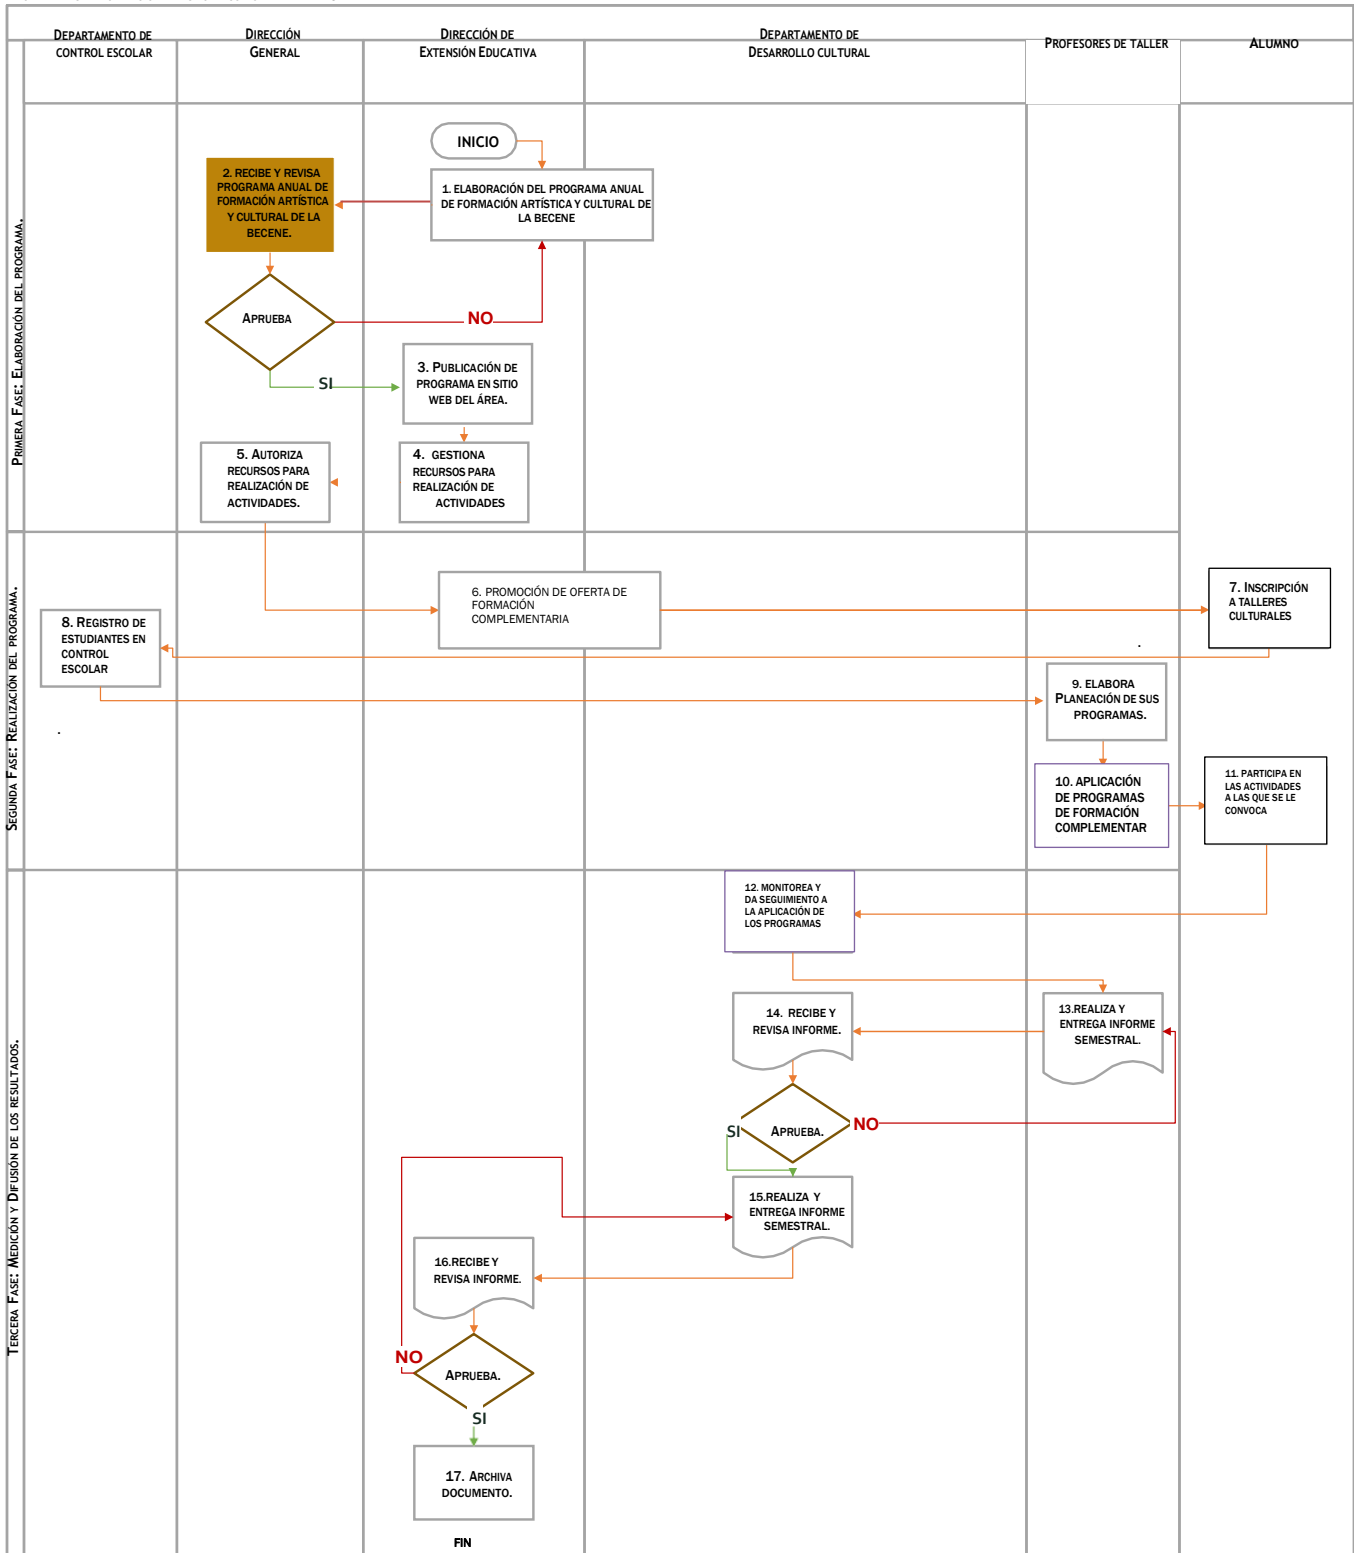 DEPARTAMENTO DE
CONTROL ESCOLAR
DIRECCIÓN
GENERAL
DIRECCIÓN DE
EXTENSIÓN EDUCATIVA
DEPARTAMENTO DE
DESARROLLO CULTURAL
PROFESORES DE TALLER
ALUMNO
PRIMERA FASE: ELABORACIÓN DEL PROGRAMA.
INICIO
1. ELABORACIÓN DEL PROGRAMA ANUAL
DE FORMACIÓN ARTÍSTICA Y CULTURAL DE
LA BECENE
2. RECIBE Y REVISA
PROGRAMA ANUAL DE
FORMACIÓN ARTÍSTICA
Y CULTURAL DE LA
BECENE.
APRUEBA
NO
SI
3. PUBLICACIÓN DE
PROGRAMA EN SITIO
WEB DEL ÁREA.
4. GESTIONA
RECURSOS PARA
REALIZACIÓN DE
ACTIVIDADES
5. AUTORIZA
RECURSOS PARA
REALIZACIÓN DE
ACTIVIDADES.
SEGUNDA FASE: REALIZACIÓN DEL PROGRAMA.
6. PROMOCIÓN DE OFERTA DE
FORMACIÓN
COMPLEMENTARIA
7. INSCRIPCIÓN
A TALLERES
CULTURALES
.
8. REGISTRO DE
ESTUDIANTES EN
CONTROL
ESCOLAR
.
9. ELABORA
PLANEACIÓN DE SUS
PROGRAMAS.
10. APLICACIÓN
DE PROGRAMAS
DE FORMACIÓN
COMPLEMENTAR
11. PARTICIPA EN
LAS ACTIVIDADES
A LAS QUE SE LE
CONVOCA
TERCERA FASE: MEDICIÓN Y DIFUSIÓN DE LOS RESULTADOS.
12. MONITOREA Y
DA SEGUIMIENTO A
LA APLICACIÓN DE
LOS PROGRAMAS
13.REALIZA Y
ENTREGA INFORME
SEMESTRAL.
14. RECIBE Y
REVISA INFORME.
APRUEBA.
NO
SI
15.REALIZA Y
ENTREGA INFORME
SEMESTRAL.
16.RECIBE Y
REVISA INFORME.
APRUEBA.
NO
SI
17. ARCHIVA
DOCUMENTO.
FIN